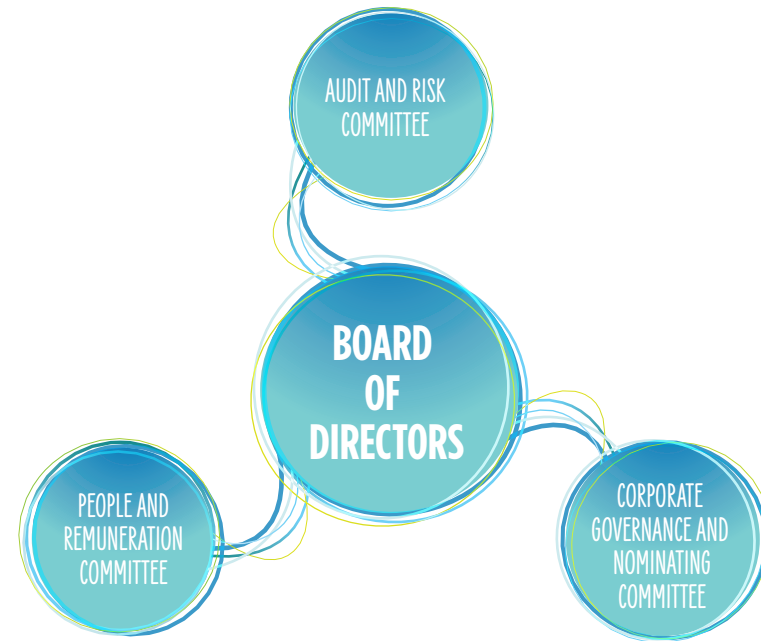 AUDIT AND RISK
COMMITTEE
BOARD
OF
DIRECTORS
PEOPLE AND
REMUNERATION
COMMITTEE
CORPORATE
GOVERNANCE AND
NOMINATING
COMMITTEE